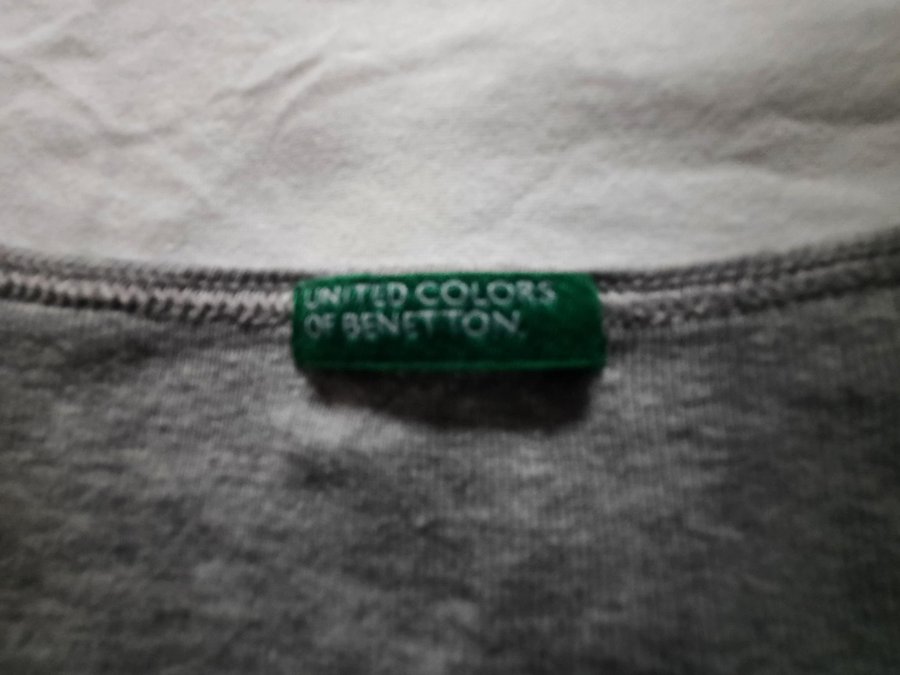 UNITED COLORS
OF BENETTON.